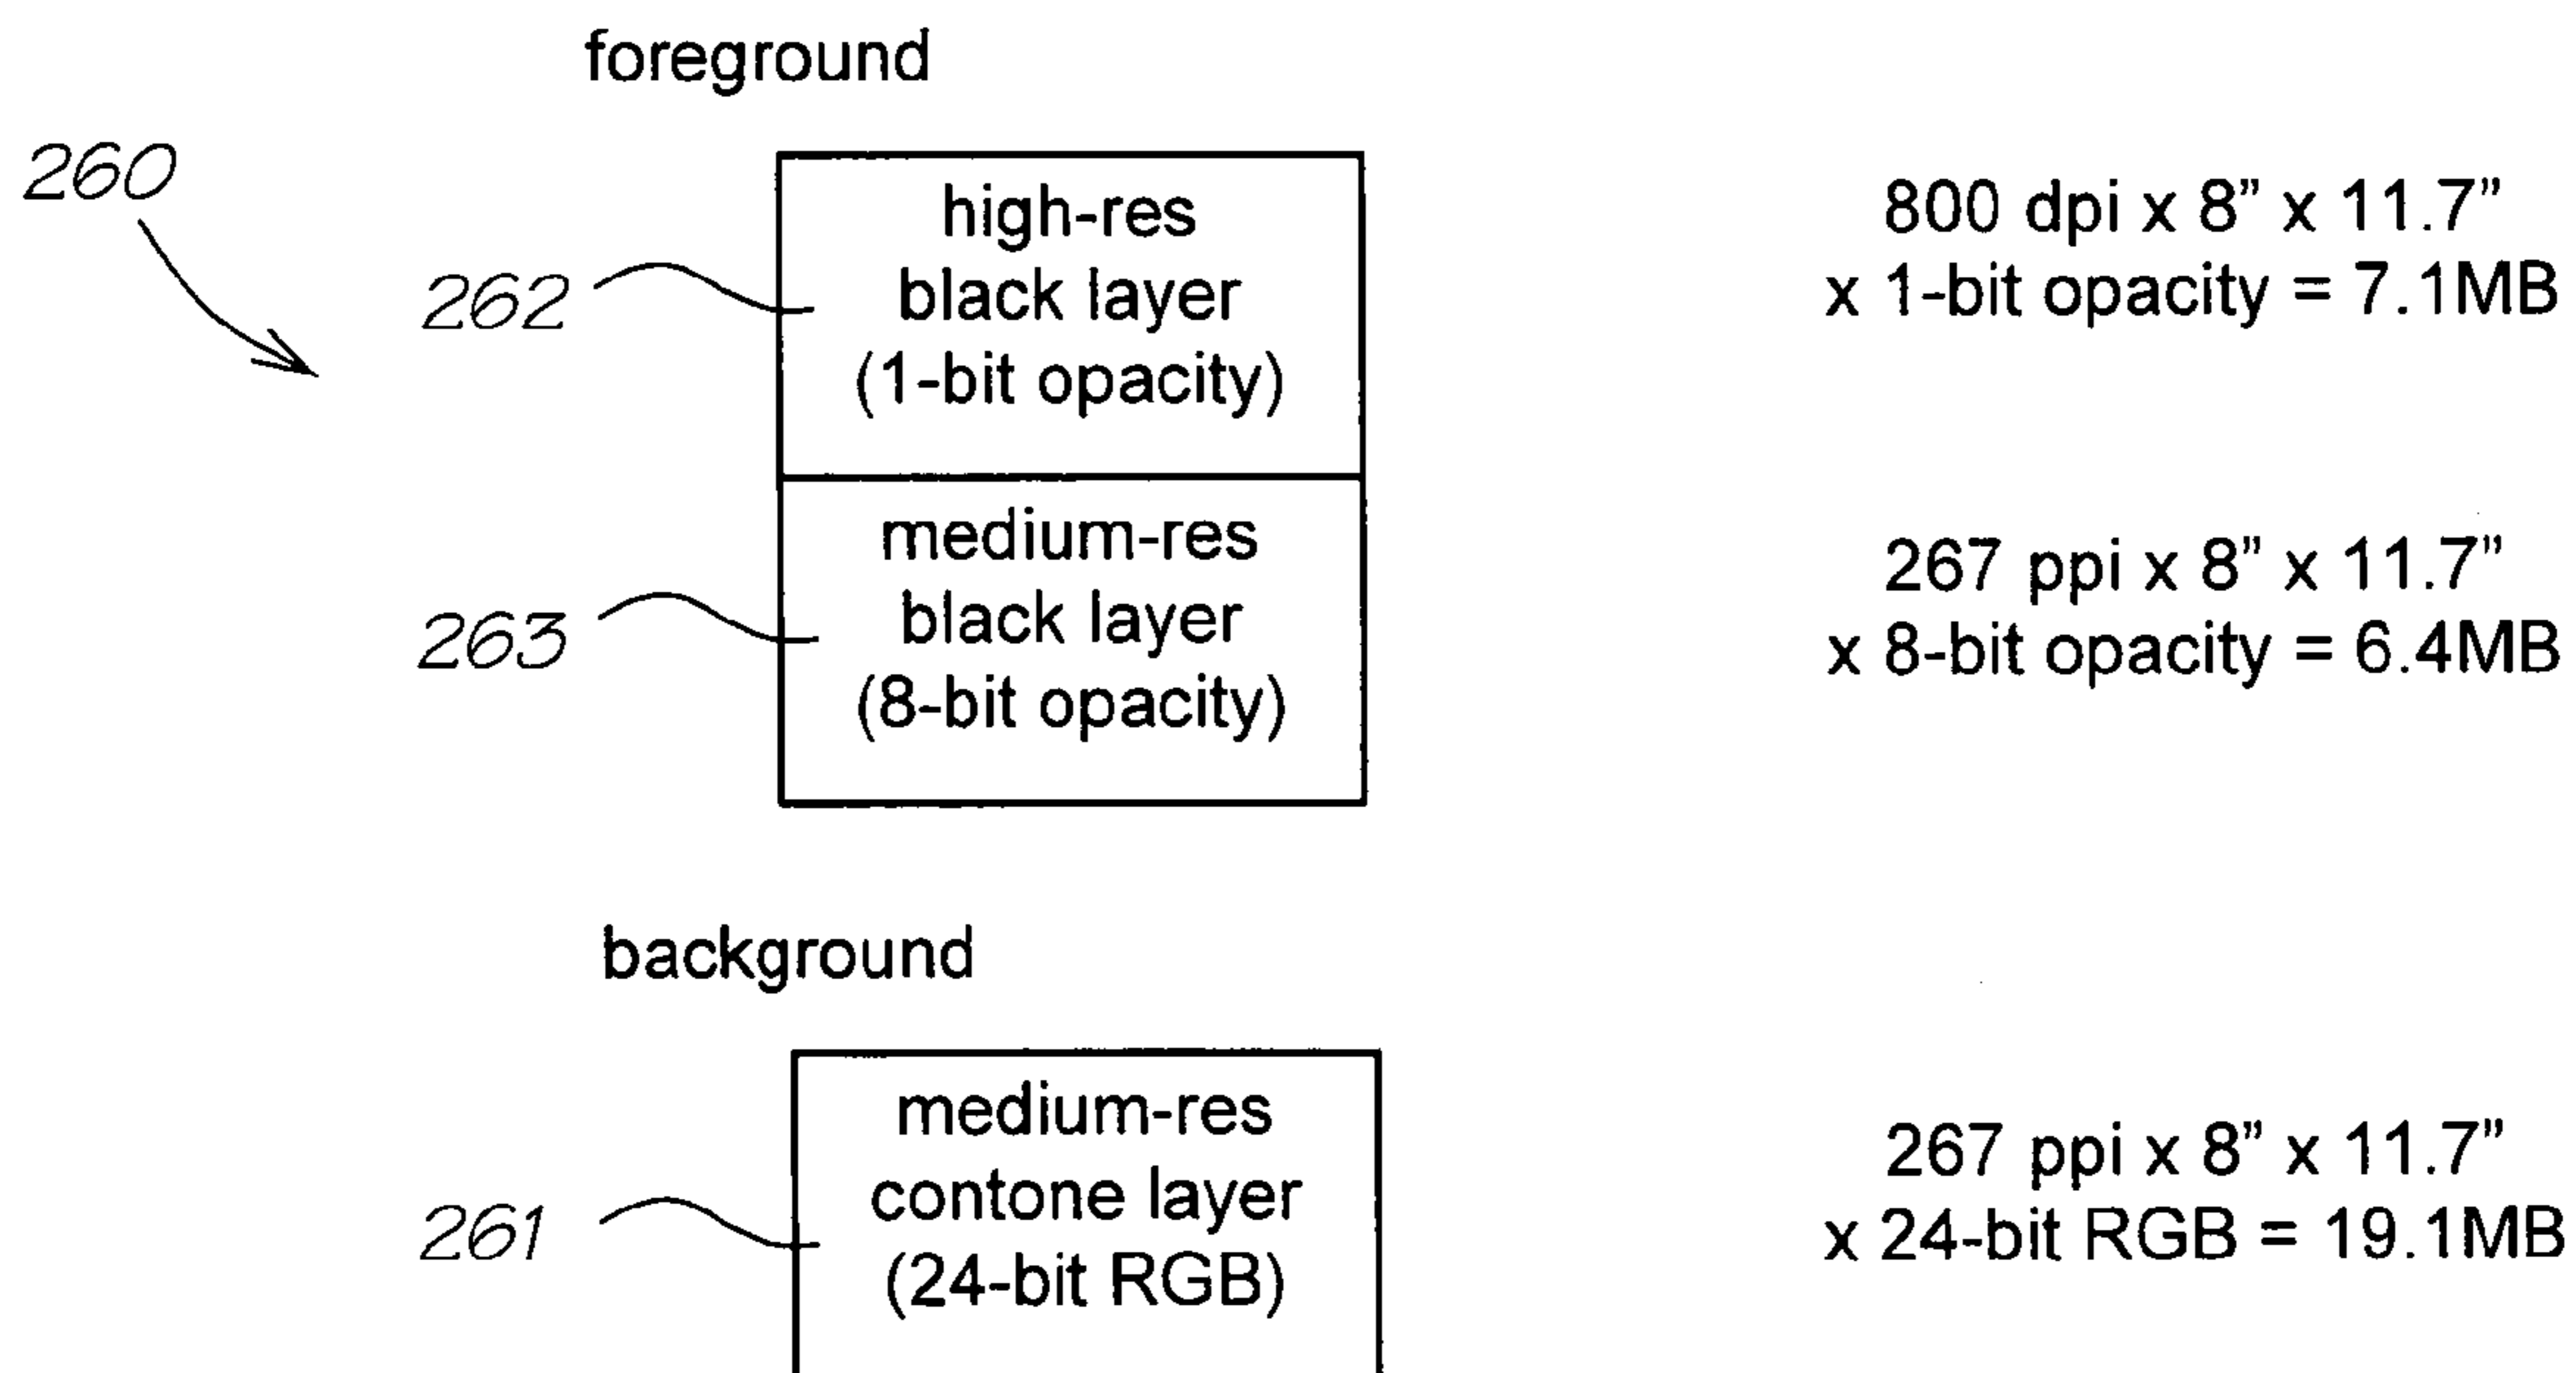 foreground
260
262
high-res
black layer
(1-bit opacity)
800 dpi x 8” x 11.7”
x 1-bit opacity = 7.1MB
263
medium-res
black layer
(8-bit opacity)
267 ppi x 8” x 11.7”
x 8-bit opacity = 6.4MB
background
261
medium-res
contone layer
(24-bit RGB)
267 ppi x 8” x 11.7”
x 24-bit RGB = 19.1MB